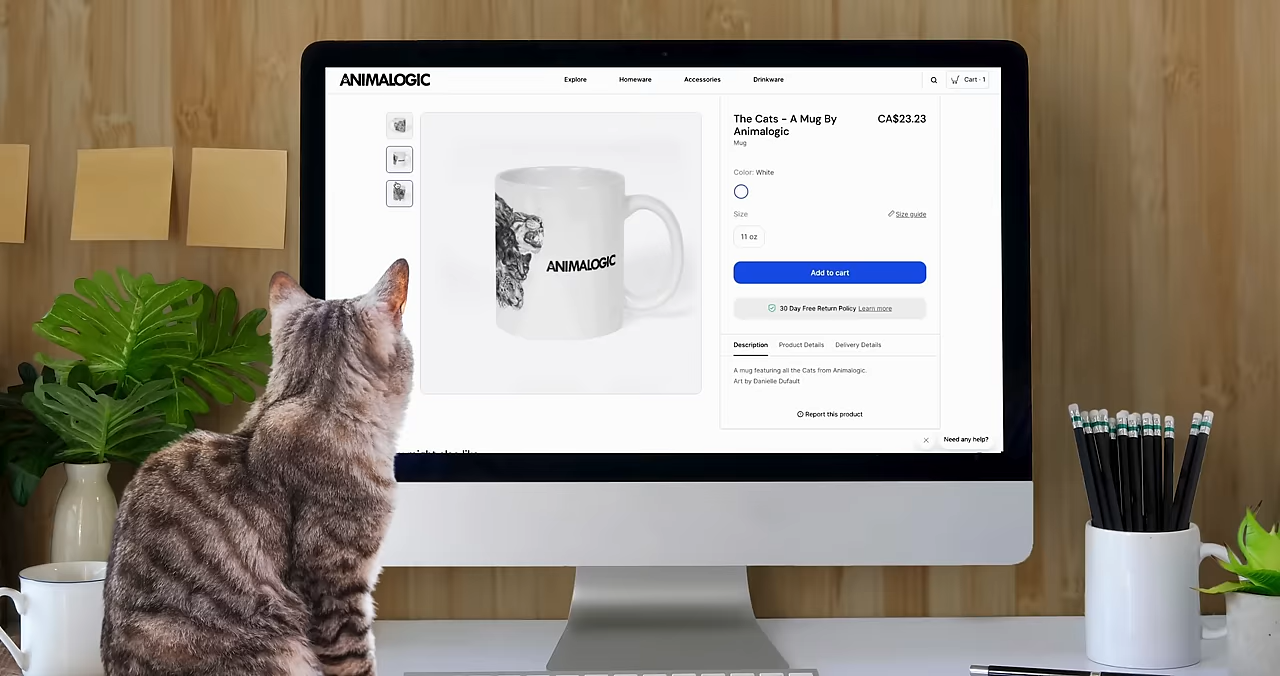 ANIMALOGIC
Explore
Homeware
Accessories
Drinkware
Cart · 1
ANIMALOGIC
The Cats - A Mug By
Animalogic
CA$23.23
Mug
Color: White
Size
Size guide
11 oz
Add to cart
30 Day Free Return Policy Learn more
Description
Product Details
Delivery Details
A mug featuring all the Cats from Animalogic.
Art by Danielle Dufault
Report this product
Need any help?